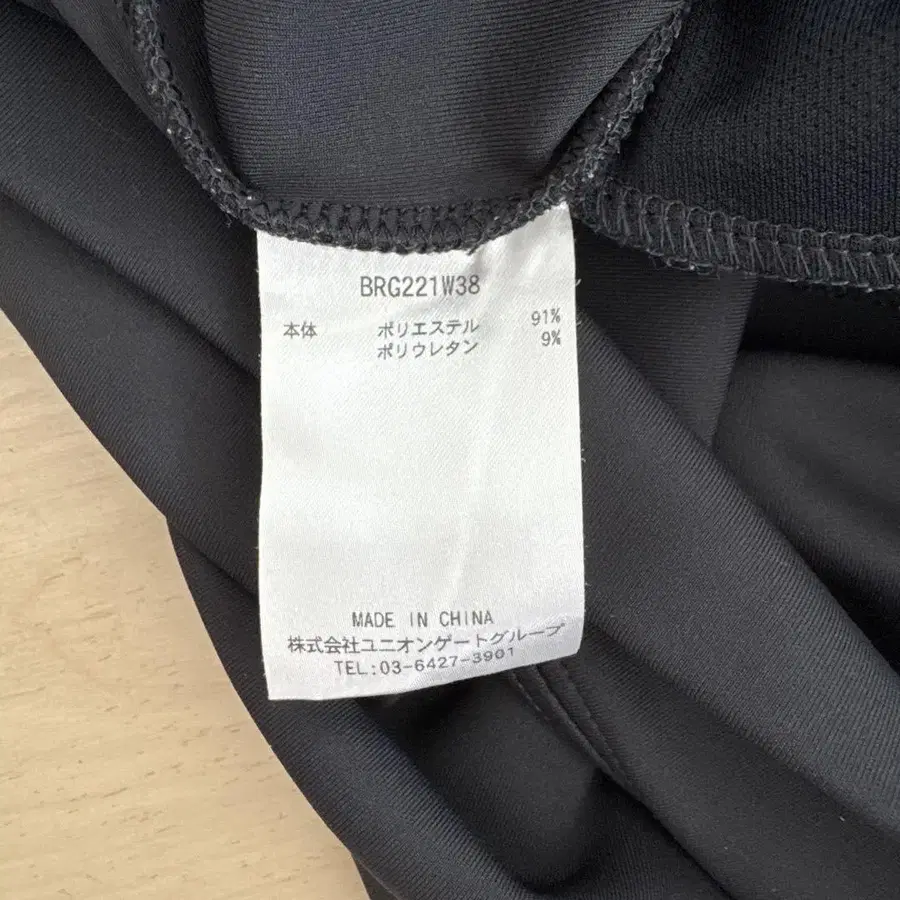 BRG221W38
本体 ポリエステル 91%
ポリウレタン 9%
MADE IN CHINA
株式会社ユニオンゲートグループ
TEL:03-6427-3901